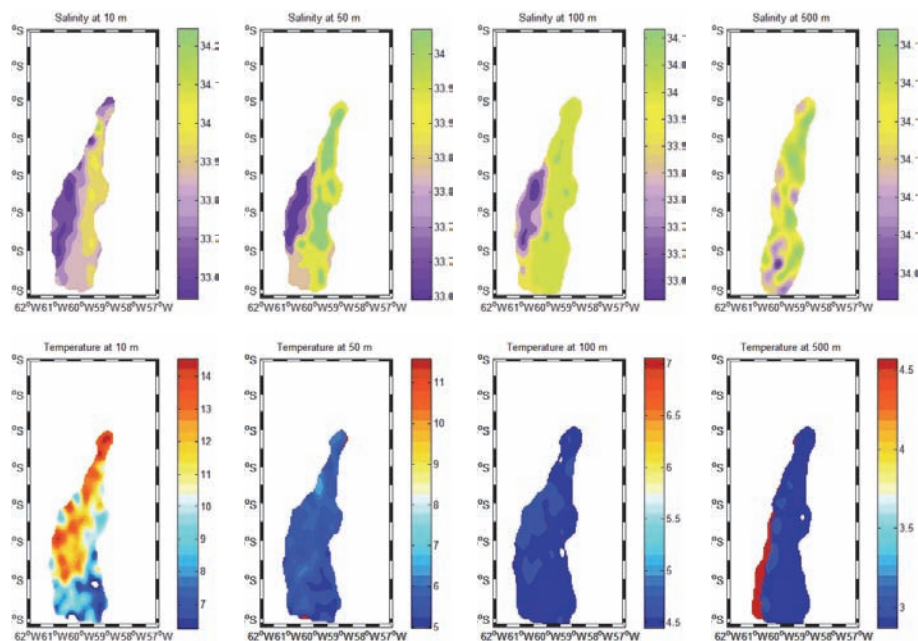 Salinity at 10 m
Salinity at 50 m
Salinity at 100 m
Salinity at 500 m
°S
°S
°S
°S
°S
°S
°S
°S
34
33.7
°S
°S
°S
°S
°S
°S
°S
°S
34
°S
°S
°S
°S
°S
°S
°S
°S
34
33.7
°S
°S
°S
°S
°S
°S
°S
°S
62°W61°W60°W59°W58°W57°W
62°W61°W60°W59°W58°W57°W
62°W61°W60°W59°W58°W57°W
62°W61°W60°W59°W58°W57°W
Temperature at 10 m
Temperature at 50 m
Temperature at 100 m
Temperature at 500 m
°S
°S
°S
°S
°S
°S
°S
°S
14
13
12
11
10
9
8
7
°S
°S
°S
°S
°S
°S
°S
°S
11
10
9
8
7
6
5
°S
°S
°S
°S
°S
°S
°S
°S
7
6.5
6
5.5
5
4.5
°S
°S
°S
°S
°S
°S
°S
°S
4.5
4
3.5
3
62°W61°W60°W59°W58°W57°W
62°W61°W60°W59°W58°W57°W
62°W61°W60°W59°W58°W57°W
62°W61°W60°W59°W58°W57°W